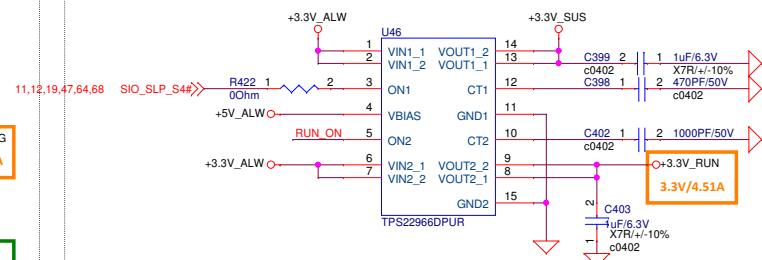 +3.3V_ALW
+3.3V_SUS
U46
1 VIN1_1 VOUT1_2 14
2 VIN1_2 VOUT1_1 13
C399 2 1 1uF/6.3V
c0402 X7R/+/-10%
11,12,19,47,64,68 SIO_SLP_S4# R422 1 2 3 ON1 CT1 12 C398 1 2 470PF/50V
0Ohm c0402
+5V_ALW 4 VBIAS GND1 11
RUN_ON 5 ON2 CT2 10 C402 1 2 1000PF/50V
c0402
G
+3.3V_ALW 6 VIN2_1 VOUT2_2 9 +3.3V_RUN
7 VIN2_2 VOUT2_1 8
3.3V/4.51A
GND2 15
2 C403
1uF/6.3V
TPS22966DPUR
X7R/+/-10%
1 c0402